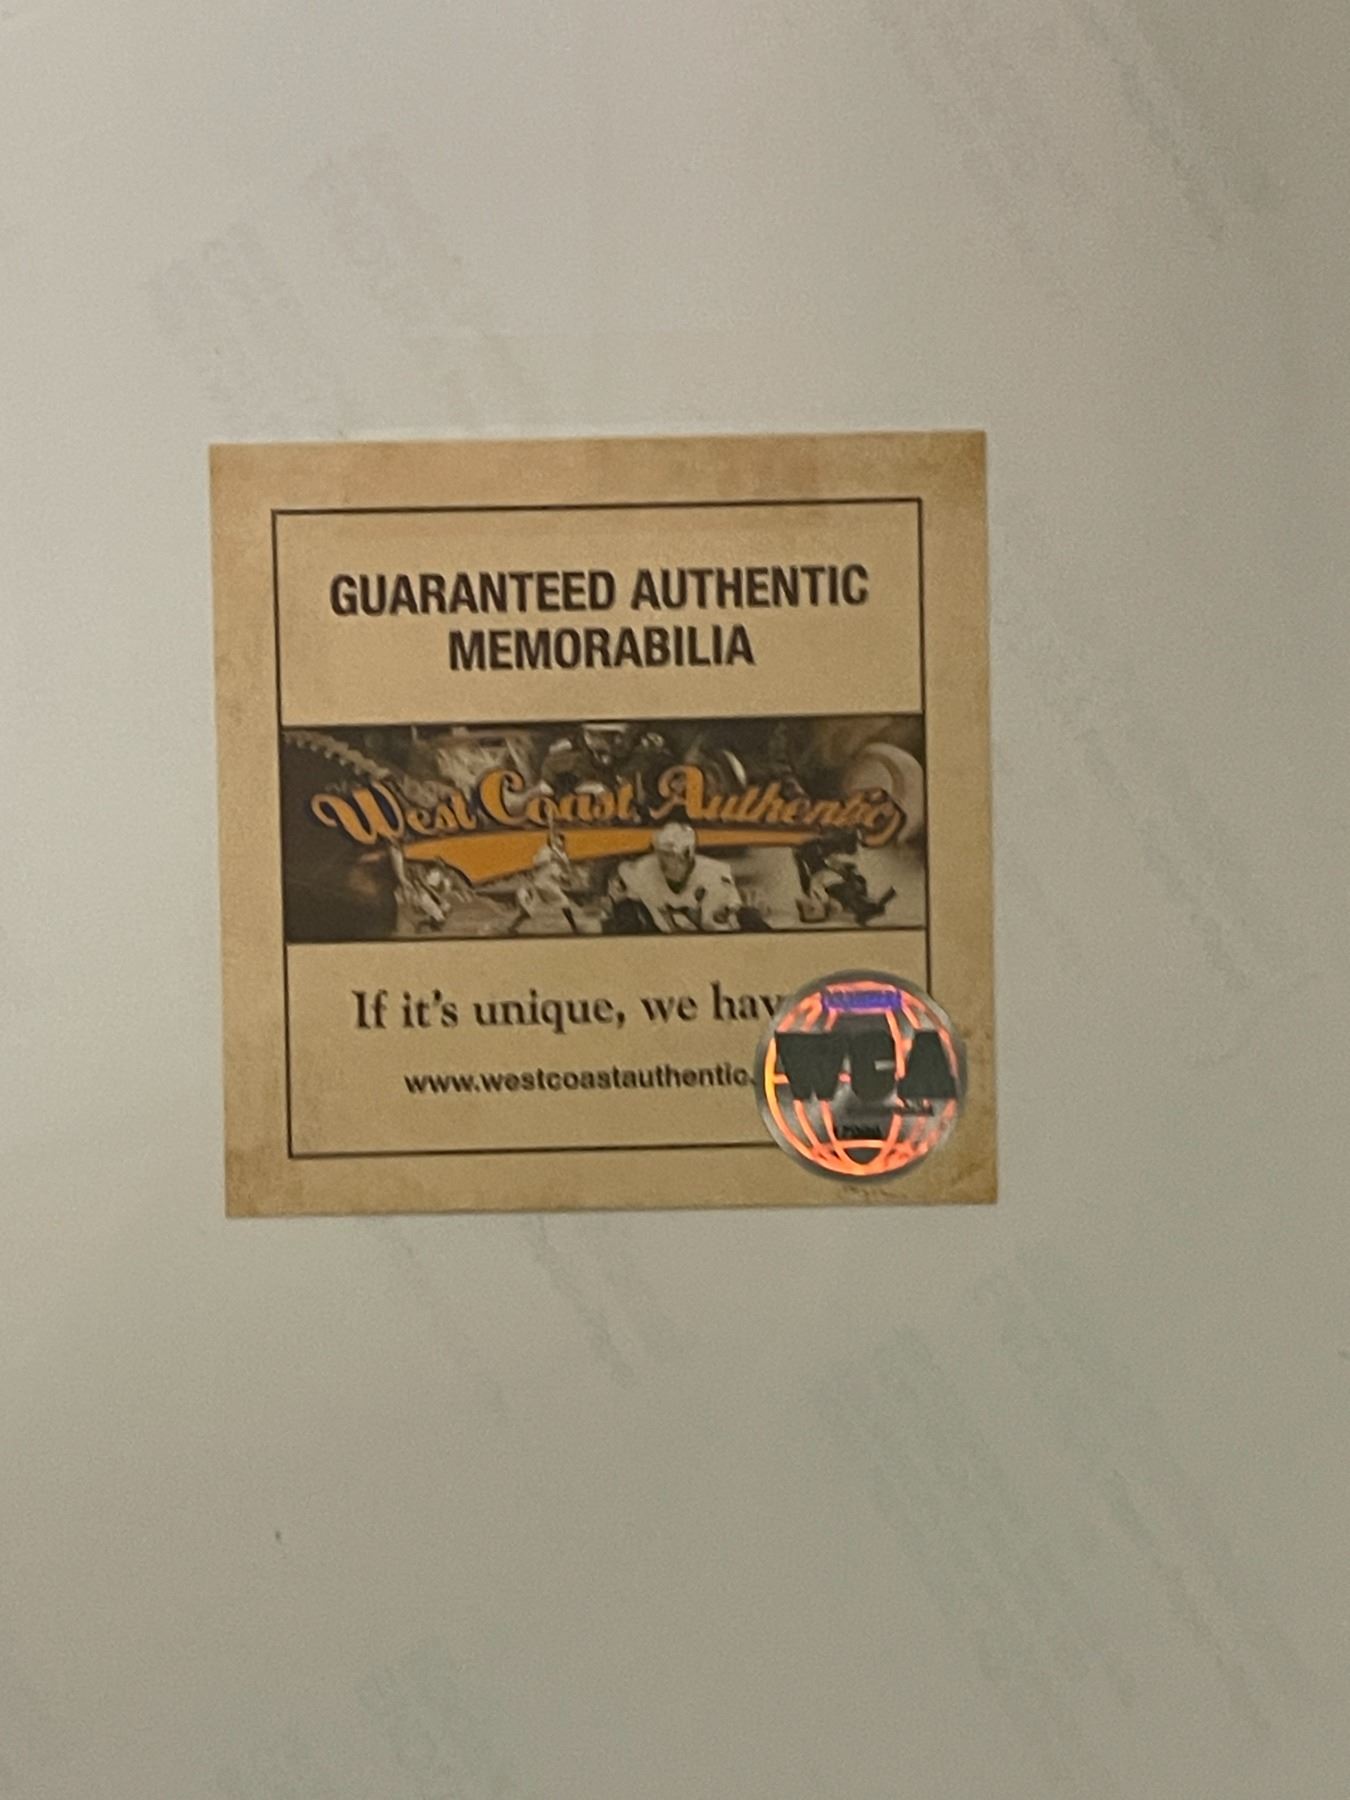 GUARANTEED AUTHENTIC
MEMORABILIA
West Coast Authentic
If it's unique, we hav
www.westcoastauthentic.
WCA